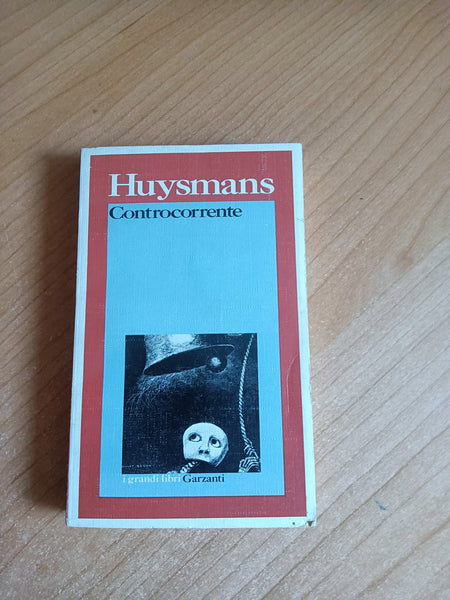 Huysmans
Controcorrente
i grandi libri Garzanti